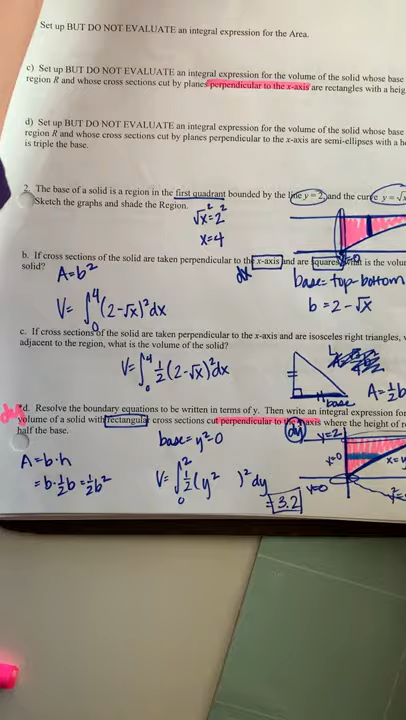 Set up BUT DO NOT EVALUATE an integral expression for the Area.
c) Set up BUT DO NOT EVALUATE an integral expression for the volume of the solid whose base
region R and whose cross sections cut by planes perpendicular to the x-axis are rectangles with a heig
d) Set up BUT DO NOT EVALUATE an integral expression for the volume of the solid whose base
region R and whose cross sections cut by planes perpendicular to the x-axis are semi-ellipses with a h
is triple the base.
2. The base of a solid is a region in the first quadrant bounded by the line y = 2, and the curve y = √x
Sketch the graphs and shade the Region.
√x² = 2²
x=4
b. If cross sections of the solid are taken perpendicular to the x-axis and are squares, what is the volu
solid?
A=b²
dx
base=top-bottom
V= ∫₀⁴ (2-√x)²dx
b=2-√x
c. If cross sections of the solid are taken perpendicular to the x-axis and are isosceles right triangles,
adjacent to the region, what is the volume of the solid?
V= ∫₀⁴ ½(2-√x)²dx
base
A=½b
d. Resolve the boundary equations to be written in terms of y. Then write an integral expression for
volume of a solid with rectangular cross sections cut perpendicular to the axis where the height of re
half the base.
dy
y=2
base=y²-0
x=0
x=y
A=b·h
=b·½b=½b²
V= ∫₀² ½(y² )²dy
y=0
=3.2